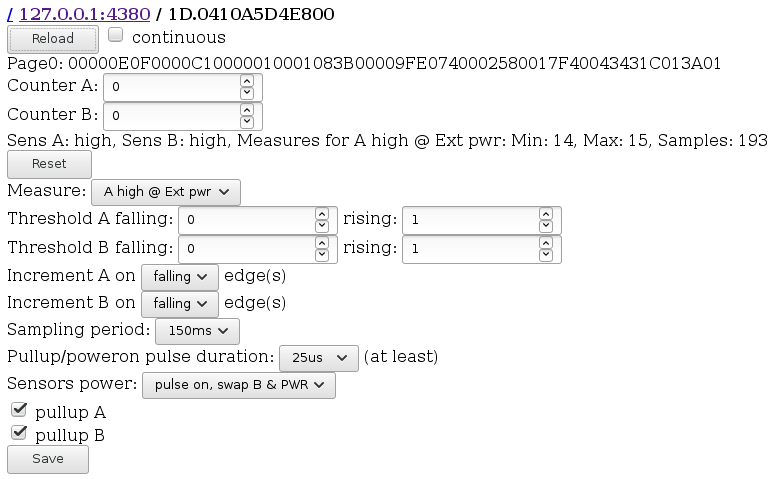 / 127.0.0.1:4380 / 1D.0410A5D4E800
Reload continuous
Page0: 00000E0F0000C10000010001083B00009FE0740002580017F40043431C013A01
Counter A: 0
Counter B: 0
Sens A: high, Sens B: high, Measures for A high @ Ext pwr: Min: 14, Max: 15, Samples: 193
Reset
Measure: A high @ Ext pwr
Threshold A falling: 0 rising: 1
Threshold B falling: 0 rising: 1
Increment A on falling edge(s)
Increment B on falling edge(s)
Sampling period: 150ms
Pullup/poweron pulse duration: 25us (at least)
Sensors power: pulse on, swap B & PWR
pullup A
pullup B
Save